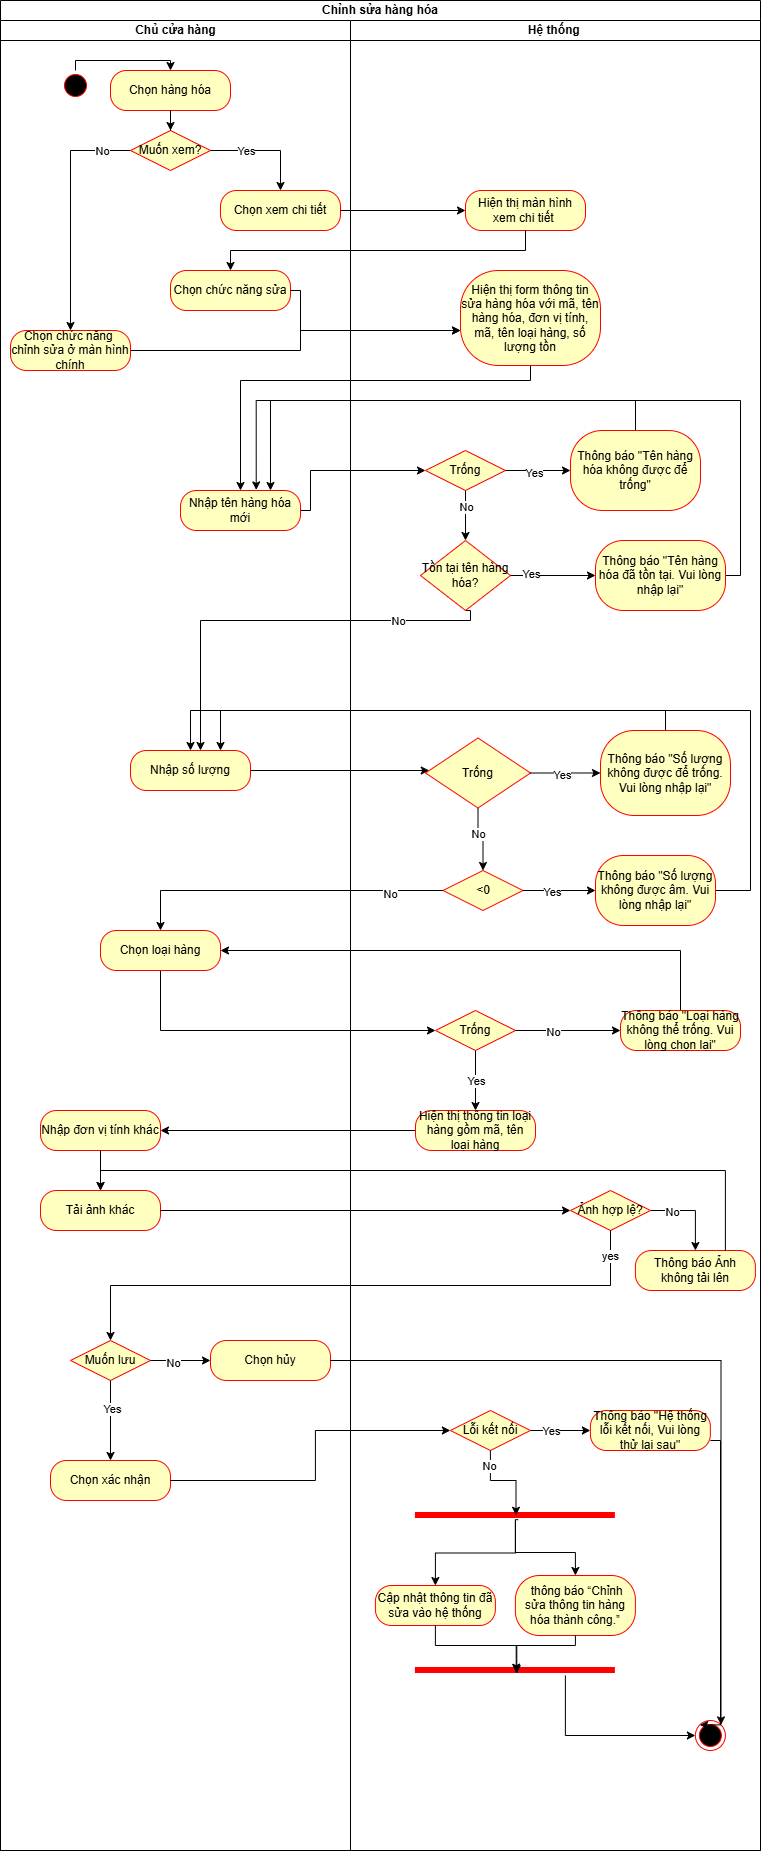 Chỉnh sửa hàng hóa
Chủ cửa hàng
Hệ thống
Chọn hàng hóa
Muốn xem?
No
Yes
Chọn xem chi tiết
Hiện thị màn hình
xem chi tiết
Chọn chức năng sửa
Hiện thị form thông tin
sửa hàng hóa với mã, tên
hàng hóa, đơn vị tính,
mã, tên loại hàng, số
lượng tồn
Chọn chức năng
chỉnh sửa ở màn hình
chính
Nhập tên hàng hóa
mới
Trống
Yes
Thông báo "Tên hàng
hóa không được để
trống"
No
Tồn tại tên hàng
hóa?
Yes
Thông báo "Tên hàng
hóa đã tồn tại. Vui lòng
nhập lại"
No
Nhập số lượng
Trống
Yes
Thông báo "Số lượng
không được để trống.
Vui lòng nhập lại"
No
<0
Yes
Thông báo "Số lượng
không được âm. Vui
lòng nhập lại"
No
Chọn loại hàng
Trống
No
Thông báo "Loại hàng
không thể trống. Vui
lòng chọn lại"
Yes
Hiện thị thông tin loại
hàng gồm mã, tên
loại hàng
Nhập đơn vị tính khác
Tải ảnh khác
Ảnh hợp lệ?
No
Thông báo Ảnh
không tải lên
yes
Muốn lưu
No
Chọn hủy
Yes
Chọn xác nhận
Lỗi kết nối
Yes
Thông báo "Hệ thống
lỗi kết nối, Vui lòng
thử lại sau"
No
Cập nhật thông tin đã
sửa vào hệ thống
thông báo “Chỉnh
sửa thông tin hàng
hóa thành công.”